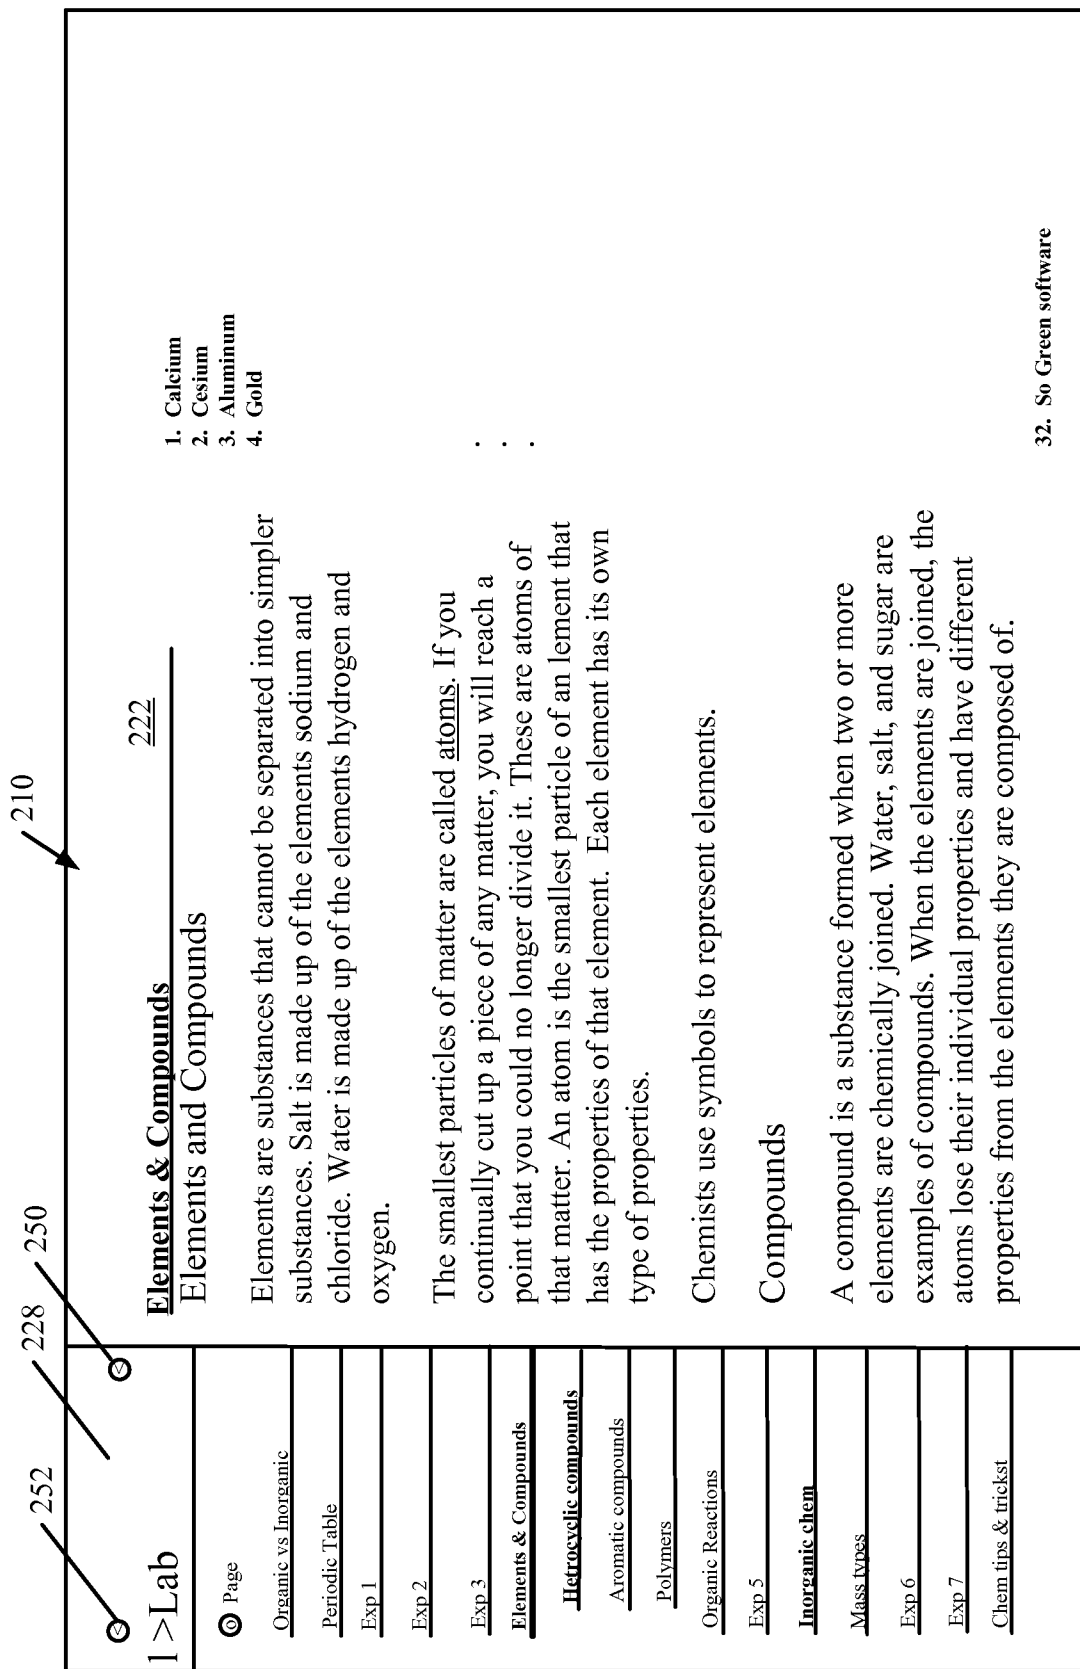 210
252
228
250
<
<
1 >Lab
Page
Organic vs Inorganic
Periodic Table
Exp 1
Exp 2
Exp 3
Elements & Compounds
Hetrocyclic compounds
Aromatic compounds
Polymers
Organic Reactions
Exp 5
Inorganic chem
Mass types
Exp 6
Exp 7
Chem tips & trickst
222
Elements & Compounds
Elements and Compounds
Elements are substances that cannot be separated into simpler
substances. Salt is made up of the elements sodium and
chloride. Water is made up of the elements hydrogen and
oxygen.
The smallest particles of matter are called atoms. If you
continually cut up a piece of any matter, you will reach a
point that you could no longer divide it. These are atoms of
that matter. An atom is the smallest particle of an lement that
has the properties of that element. Each element has its own
type of properties.
Chemists use symbols to represent elements.
Compounds
A compound is a substance formed when two or more
elements are chemically joined. Water, salt, and sugar are
examples of compounds. When the elements are joined, the
atoms lose their individual properties and have different
properties from the elements they are composed of.
1. Calcium
2. Cesium
3. Aluminum
4. Gold
.
.
.
32. So Green software